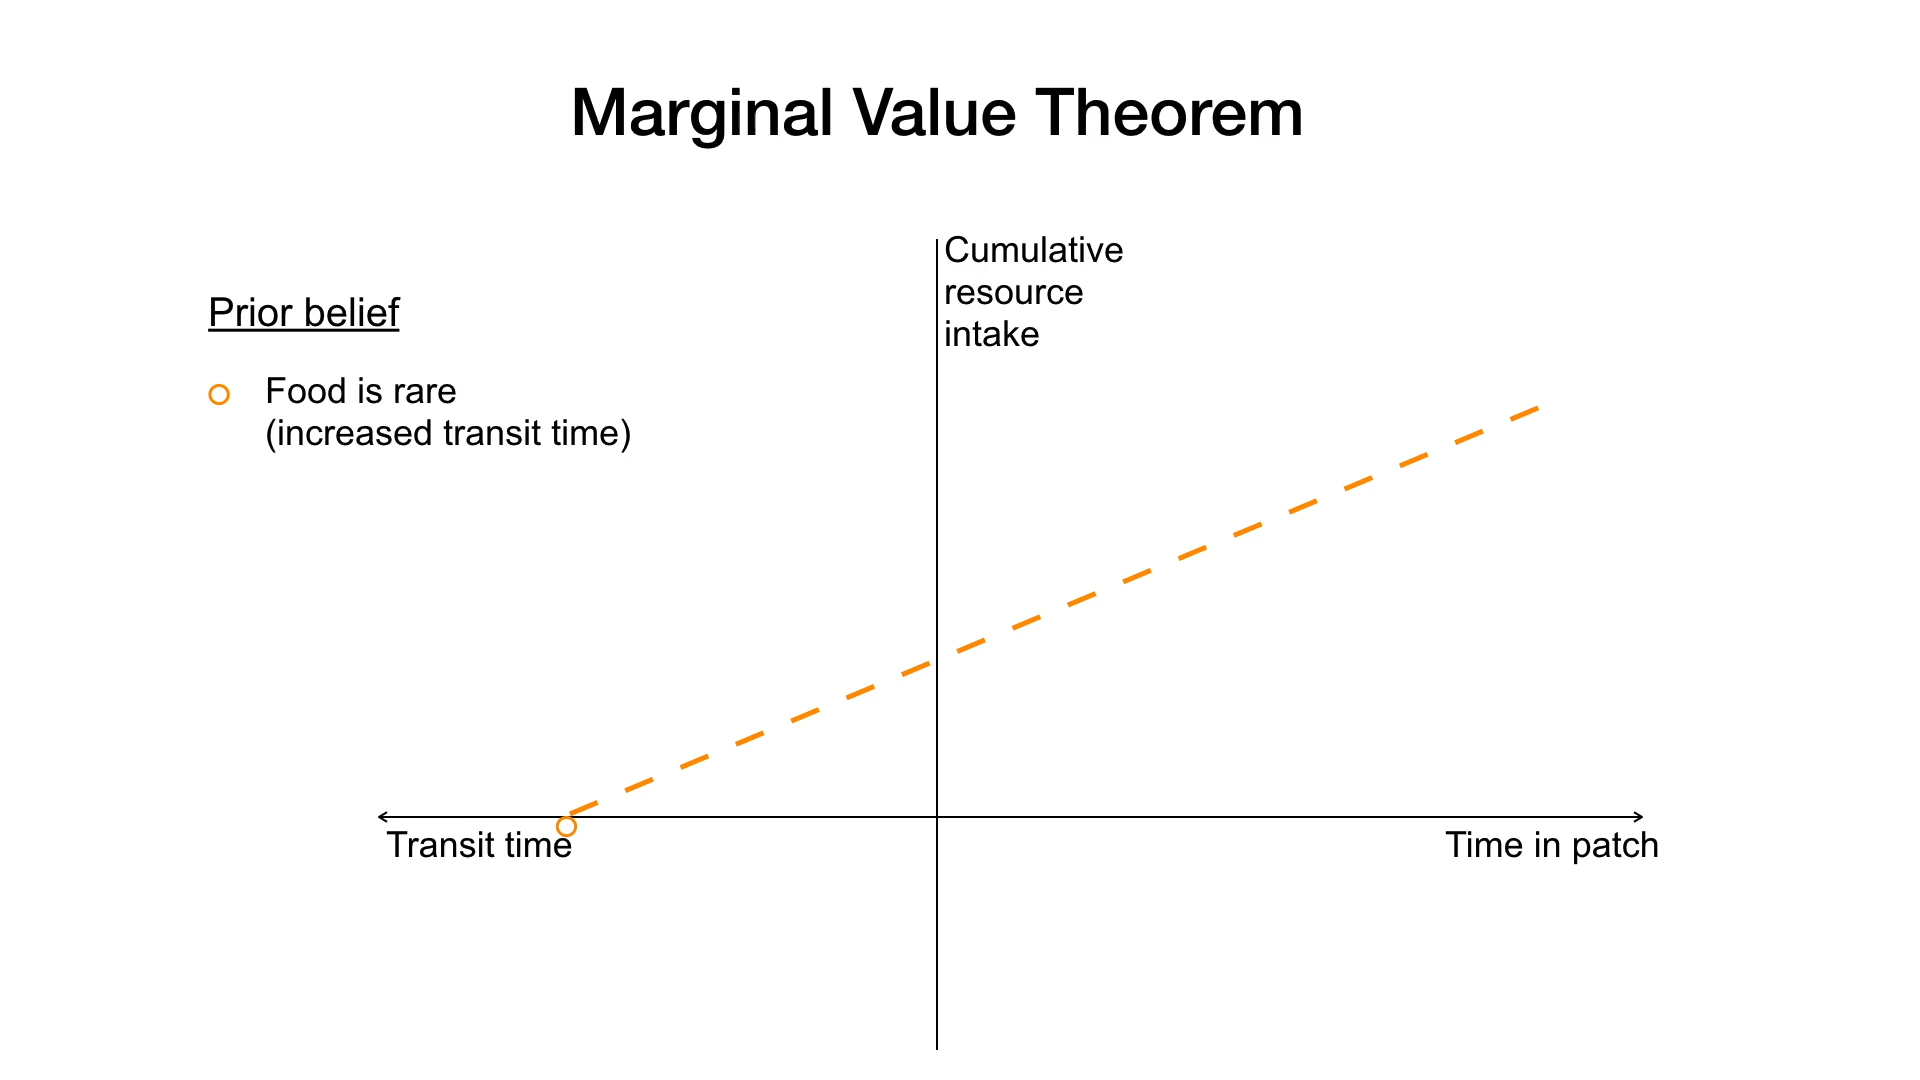 Marginal Value Theorem
Cumulative
resource
intake
Prior belief
Food is rare
(increased transit time)
Transit time
Time in patch